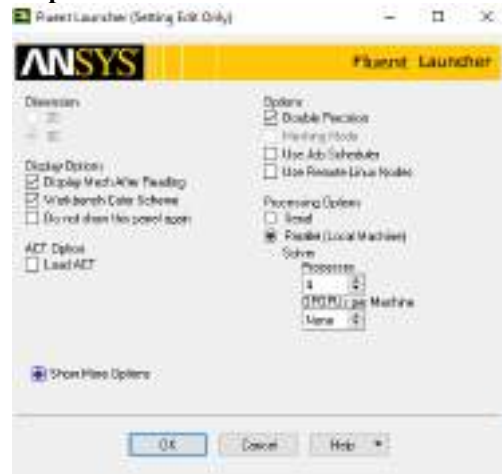 Fluent Launcher (Setting Edit Only)
ANSYS
Fluent Launcher
Dimension
2D
3D
Display Options
Display Mesh After Reading
Workbench Color Scheme
Do not show this panel again
ACT Option
Load ACT
Options
Double Precision
Meshing Mode
Use Job Scheduler
Use Remote Linux Nodes
Processing Options
Serial
Parallel (Local Machine)
Solver
Processes
4
GPGPUs per Machine
None
Show More Options
OK
Cancel
Help